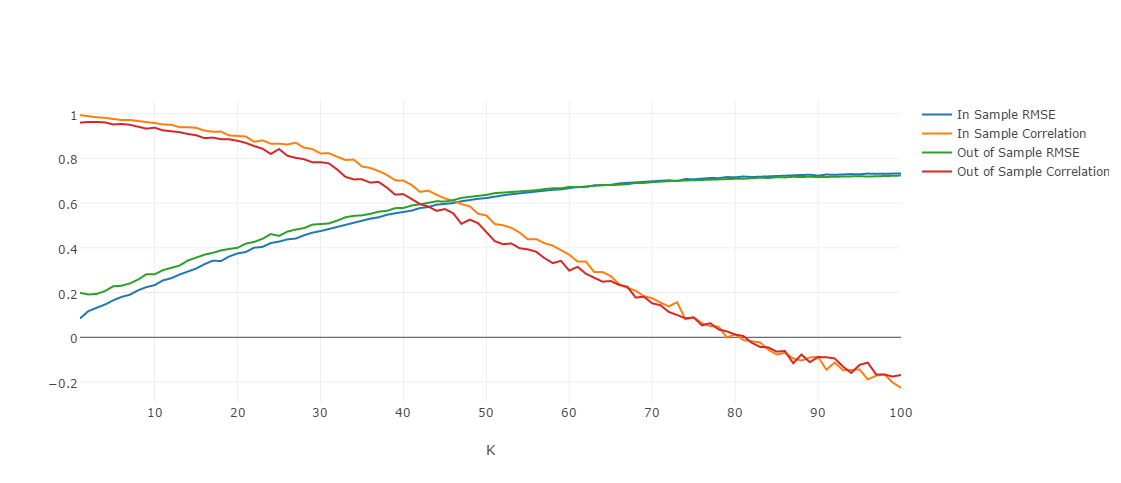 1
0.8
0.6
0.4
0.2
0
−0.2
10 20 30 40 50 60 70 80 90 100
K
In Sample RMSE
In Sample Correlation
Out of Sample RMSE
Out of Sample Correlation